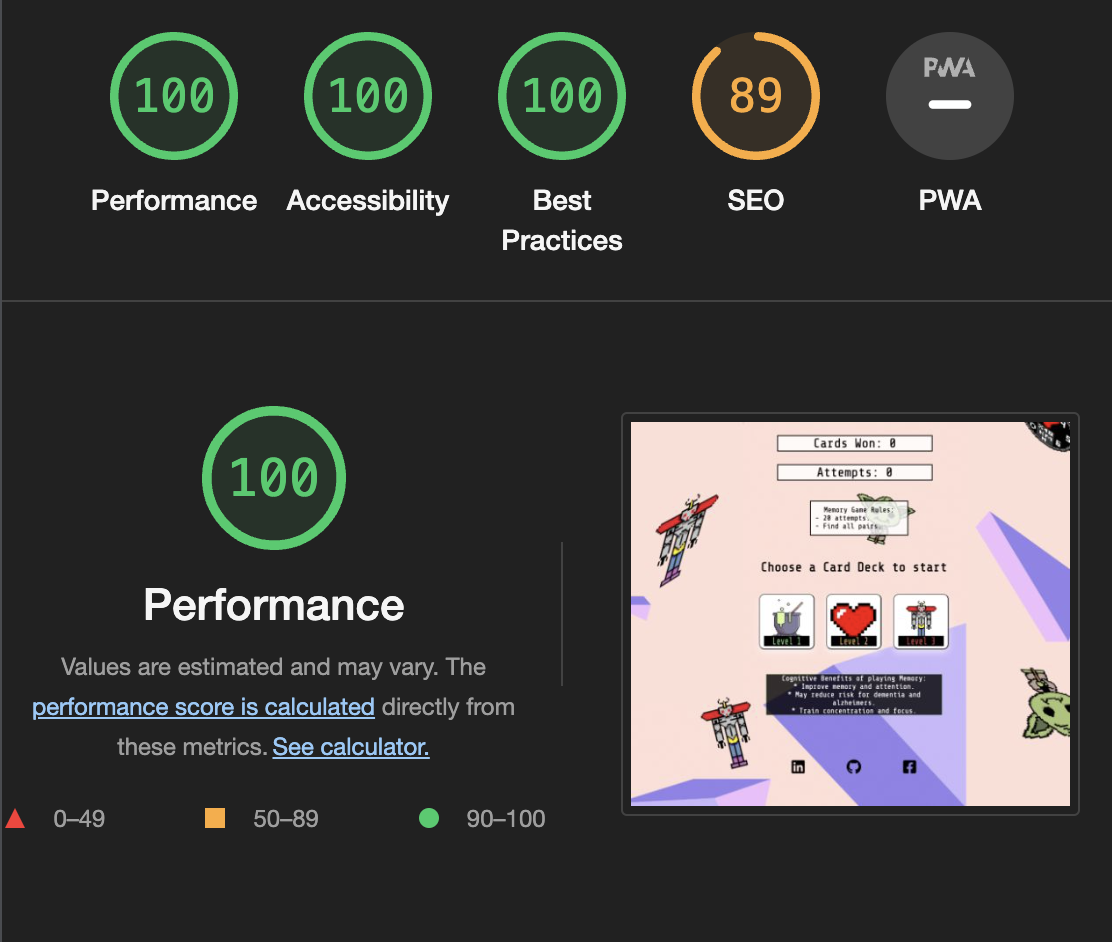 100
100
100
89
PWA
Performance
Accessibility
Best
Practices
SEO
PWA
100
Performance
Values are estimated and may vary. The
performance score is calculated directly from
these metrics. See calculator.
0–49
50–89
90–100
Cards Won: 0
Attempts: 0
Memory Game Rules:
- 20 attempts.
- Find all pairs.
Choose a Card Deck to start
Level 1
Level 2
Level 3
Cognitive Benefits of playing Memory:
* Improve memory and attention.
* May reduce risk for dementia and
alzheimers.
* Train concentration and focus.
in
f